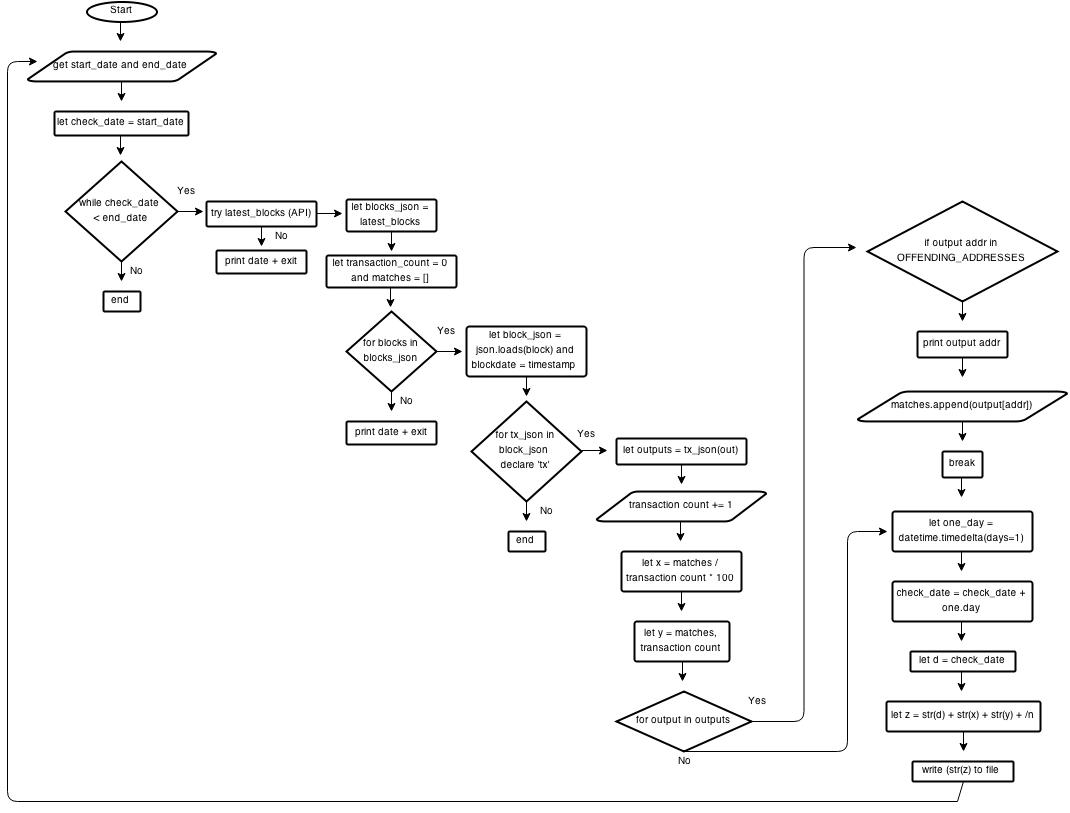 Start
get start_date and end_date
let check_date = start_date
while check_date
< end_date
Yes
No
end
try latest_blocks (API)
No
print date + exit
let blocks_json =
latest_blocks
let transaction_count = 0
and matches = []
for blocks in
blocks_json
Yes
No
print date + exit
let block_json =
json.loads(block) and
blockdate = timestamp
for tx_json in
block_json
declare 'tx'
Yes
No
end
let outputs = tx_json(out)
transaction count += 1
let x = matches /
transaction count * 100
let y = matches,
transaction count
for output in outputs
Yes
No
if output addr in
OFFENDING_ADDRESSES
print output addr
matches.append(output[addr])
break
let one_day =
datetime.timedelta(days=1)
check_date = check_date +
one.day
let d = check_date
let z = str(d) + str(x) + str(y) + /n
write (str(z) to file